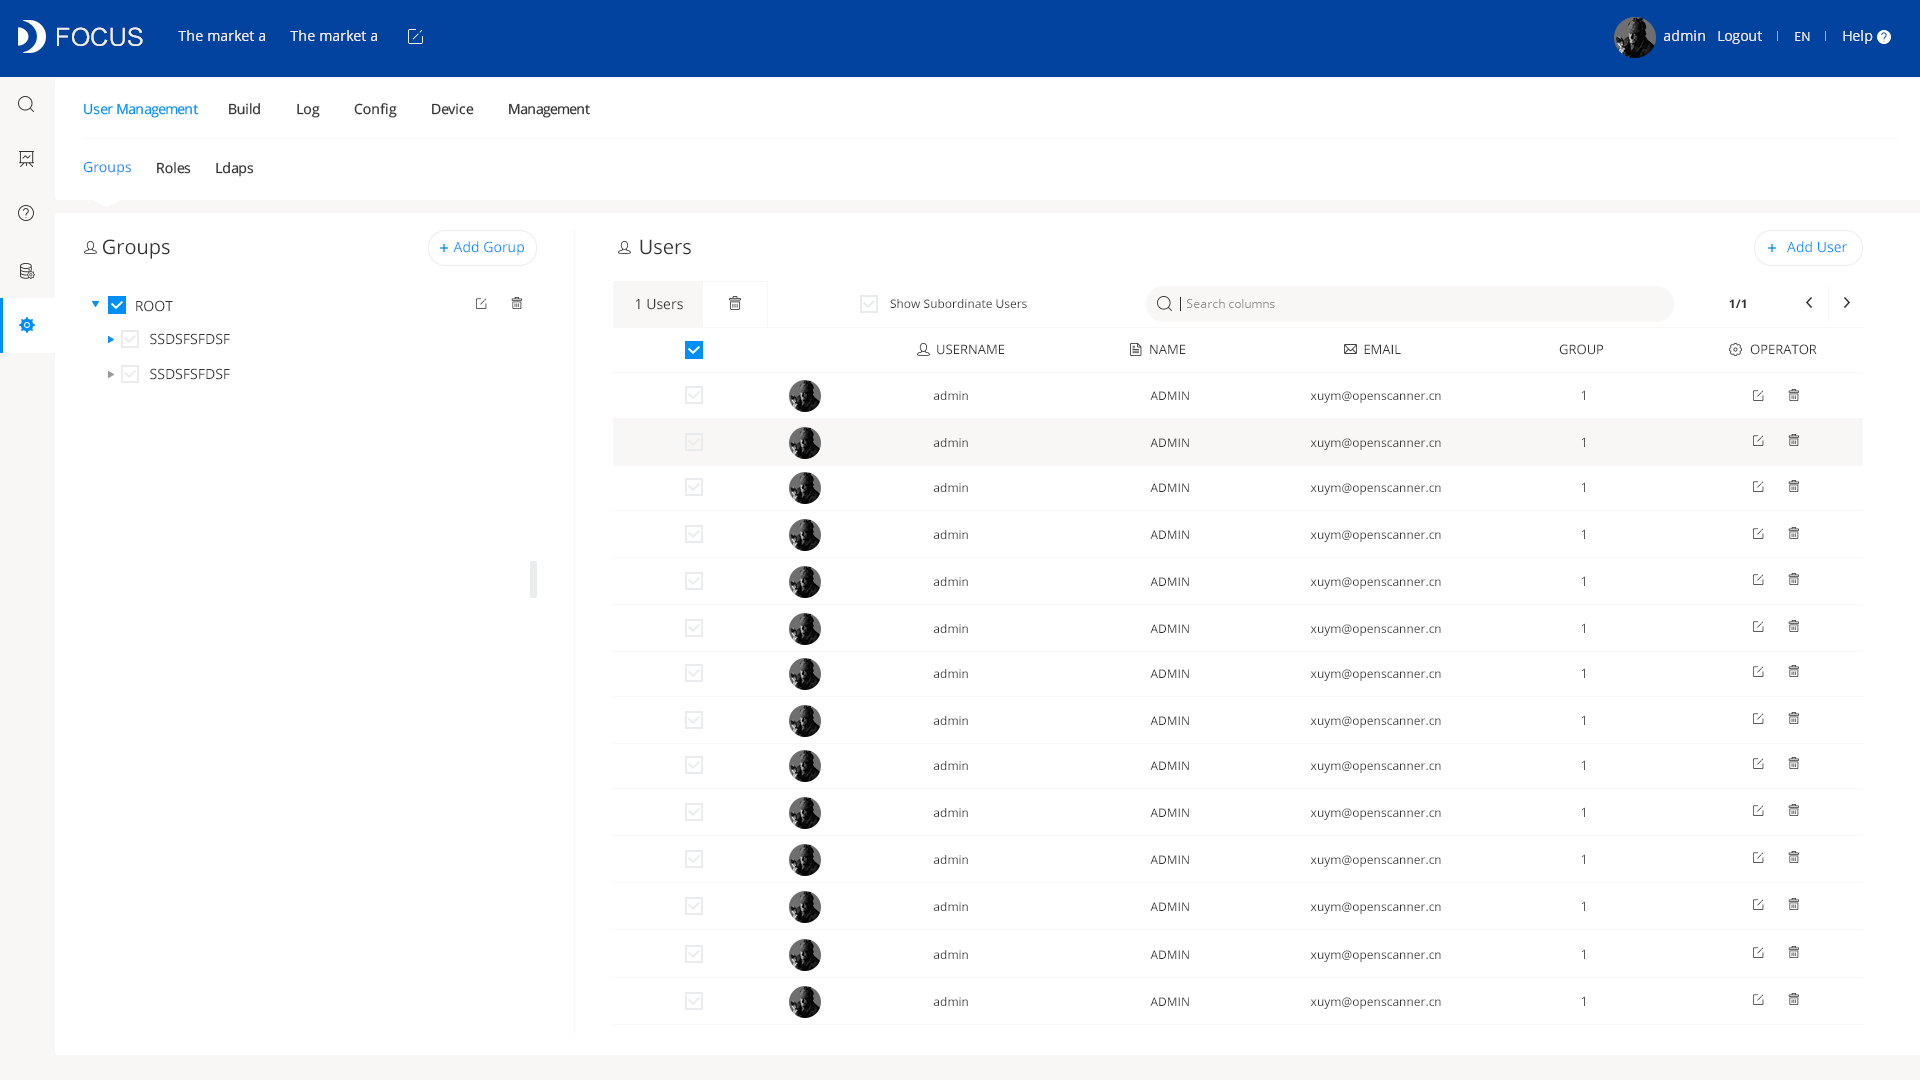 FOCUS The market a The market a admin Logout EN Help ?
User Management Build Log Config Device Management
Groups Roles Ldaps
Groups + Add Gorup
ROOT
SSDSFSFDSF
SSDSFSFDSF
Users + Add User
1 Users Show Subordinate Users Search columns 1/1
USERNAME NAME EMAIL GROUP OPERATOR
admin ADMIN xuym@openscanner.cn 1
admin ADMIN xuym@openscanner.cn 1
admin ADMIN xuym@openscanner.cn 1
admin ADMIN xuym@openscanner.cn 1
admin ADMIN xuym@openscanner.cn 1
admin ADMIN xuym@openscanner.cn 1
admin ADMIN xuym@openscanner.cn 1
admin ADMIN xuym@openscanner.cn 1
admin ADMIN xuym@openscanner.cn 1
admin ADMIN xuym@openscanner.cn 1
admin ADMIN xuym@openscanner.cn 1
admin ADMIN xuym@openscanner.cn 1
admin ADMIN xuym@openscanner.cn 1
admin ADMIN xuym@openscanner.cn 1